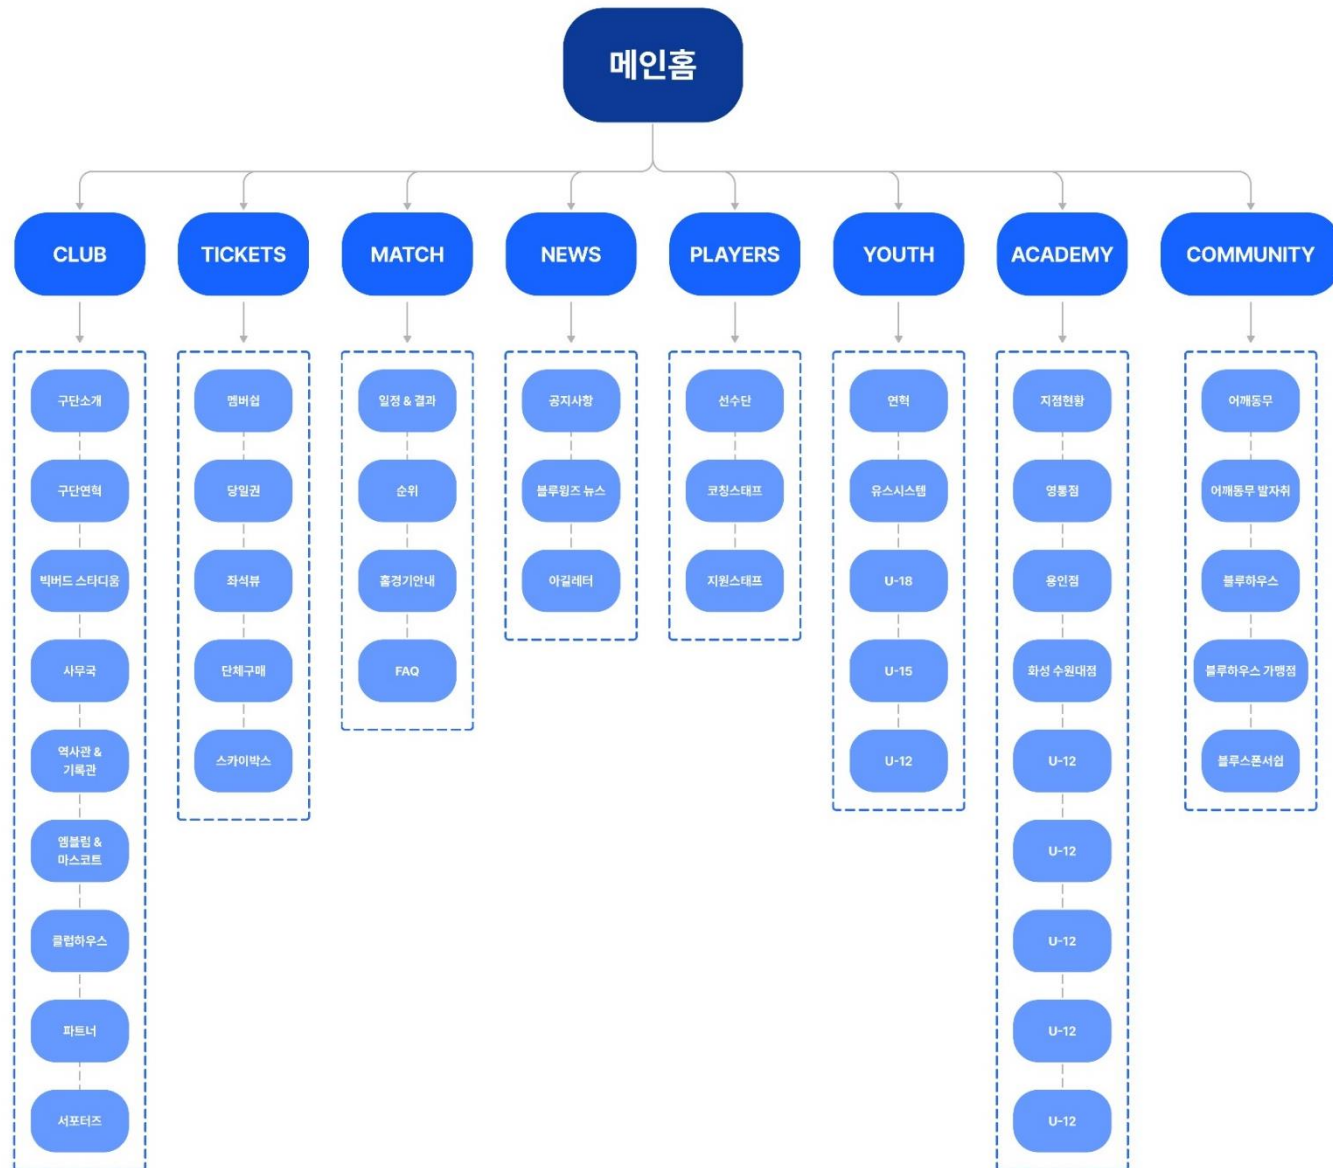 메인홈
CLUB
TICKETS
MATCH
NEWS
PLAYERS
YOUTH
ACADEMY
COMMUNITY
구단소개
구단연혁
빅버드 스타디움
사무국
역사관 &
기록관
엠블럼 &
마스코트
클럽하우스
파트너
서포터즈
멤버쉽
당일권
좌석뷰
단체구매
스카이박스
일정 & 결과
순위
홈경기안내
FAQ
공지사항
블루윙즈 뉴스
아길레터
선수단
코칭스태프
지원스태프
연혁
유스시스템
U-18
U-15
U-12
지점현황
영통점
용인점
화성 수원대점
U-12
U-12
U-12
U-12
U-12
어깨동무
어깨동무 발자취
블루하우스
블루하우스 가맹점
블루스폰서쉽